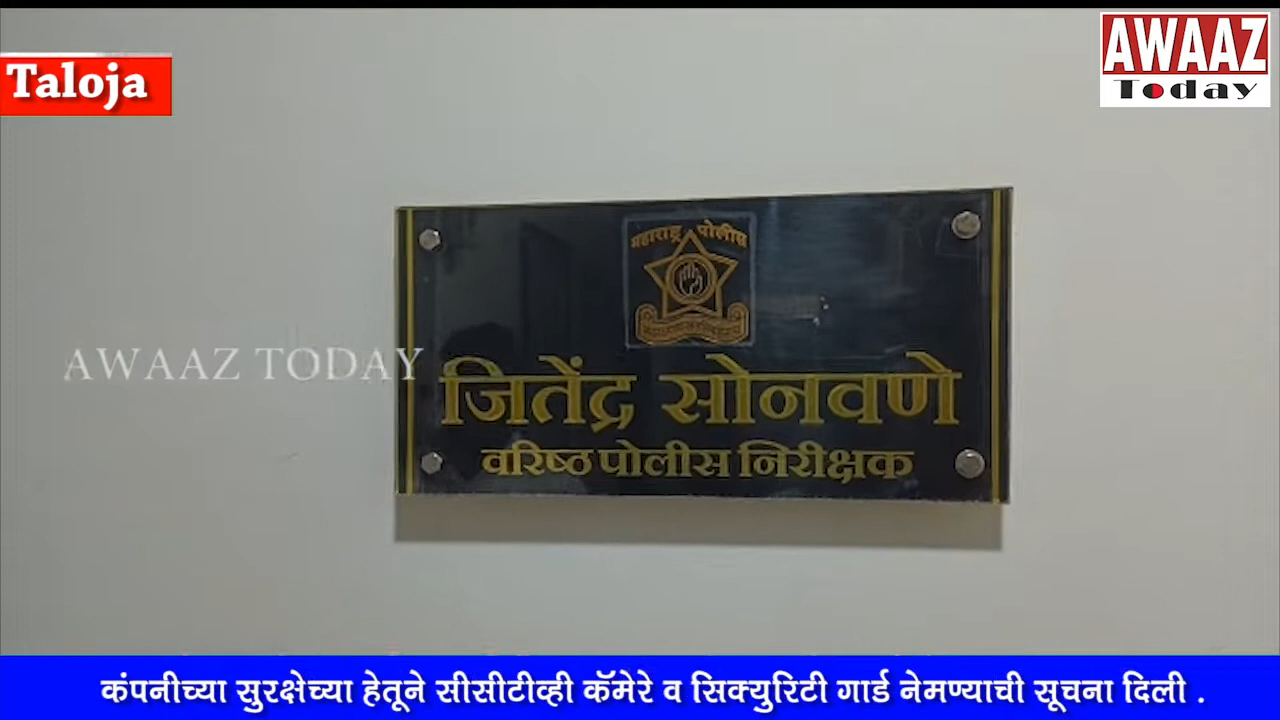 AWAAZ
Today
Taloja
महाराष्ट्र पोलीस
AWAAZ TODAY
जितेंद्र सोनवणे
वरिष्ठ पोलीस निरीक्षक
कंपनीच्या सुरक्षेच्या हेतूने सीसीटीव्ही कॅमेरे व सिक्युरिटी गार्ड नेमण्याची सूचना दिली .